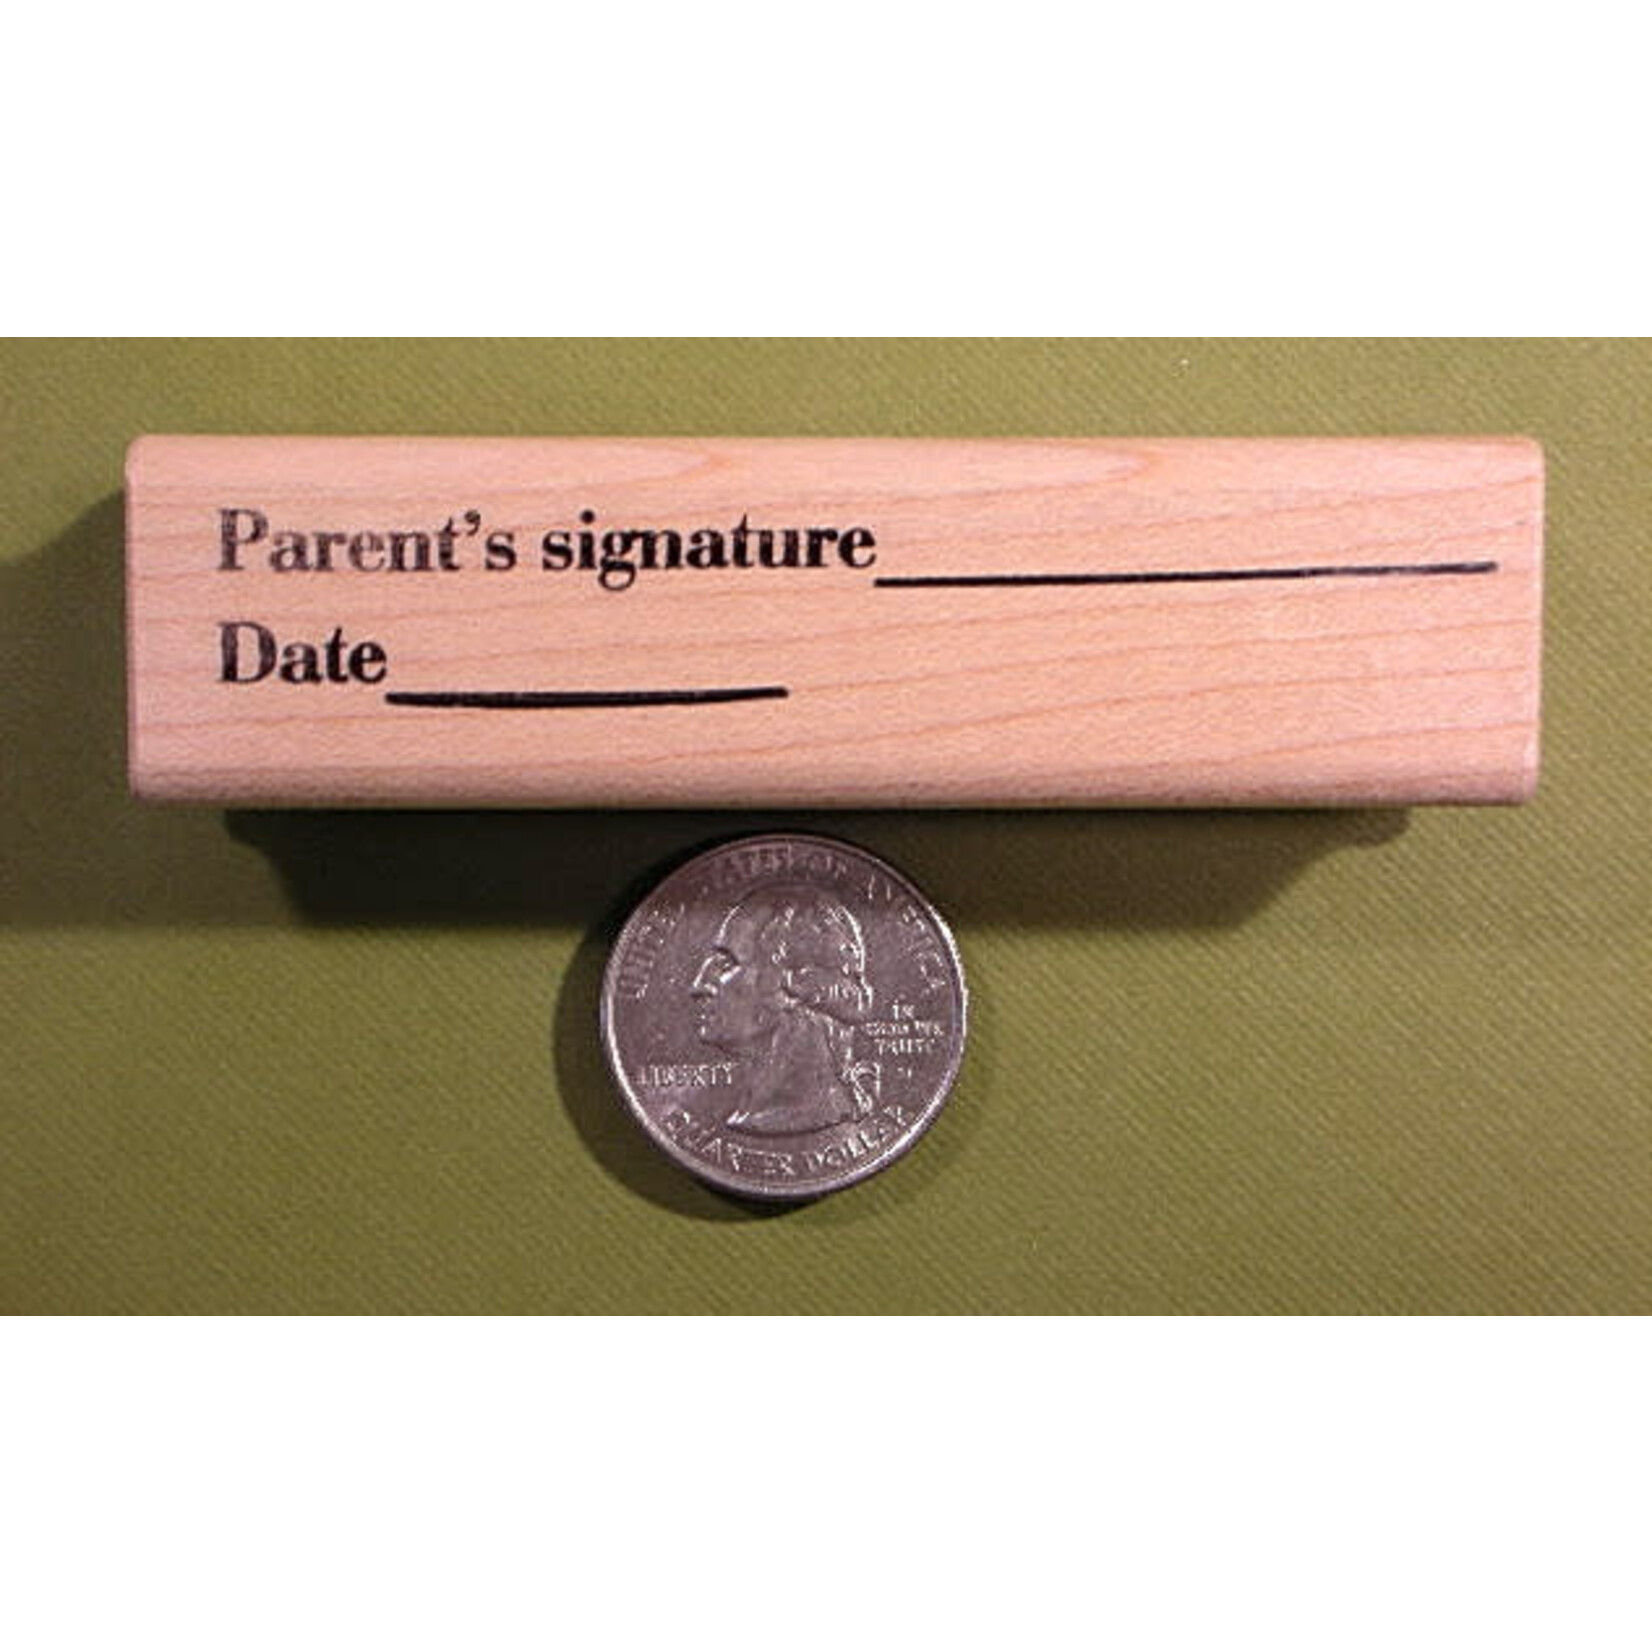 Parent's signature
Date
UNITED STATES OF AMERICA
LIBERTY
IN
GOD WE
TRUST
QUARTER DOLLAR